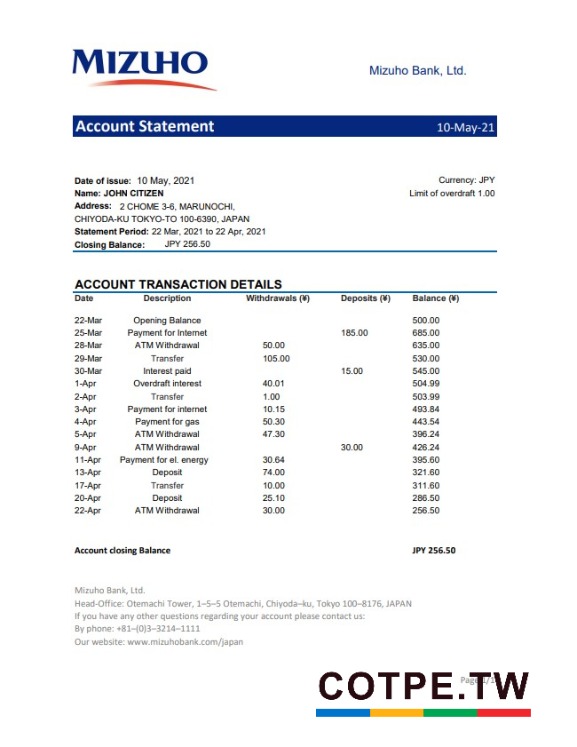 MIZUHO
Mizuho Bank, Ltd.
Account Statement 10-May-21
Date of issue: 10 May, 2021 Currency: JPY
Name: JOHN CITIZEN Limit of overdraft 1.00
Address: 2 CHOME 3-6, MARUNOCHI,
CHIYODA-KU TOKYO-TO 100-6390, JAPAN
Statement Period: 22 Mar, 2021 to 22 Apr, 2021
Closing Balance: JPY 256.50
ACCOUNT TRANSACTION DETAILS
Date Description Withdrawals (¥) Deposits (¥) Balance (¥)
22-Mar Opening Balance 500.00
25-Mar Payment for Internet 185.00 685.00
28-Mar ATM Withdrawal 50.00 635.00
29-Mar Transfer 105.00 530.00
30-Mar Interest paid 15.00 545.00
1-Apr Overdraft interest 40.01 504.99
2-Apr Transfer 1.00 503.99
3-Apr Payment for internet 10.15 493.84
4-Apr Payment for gas 50.30 443.54
5-Apr ATM Withdrawal 47.30 396.24
9-Apr ATM Withdrawal 30.00 426.24
11-Apr Payment for el. energy 30.64 395.60
13-Apr Deposit 74.00 321.60
17-Apr Transfer 10.00 311.60
20-Apr Deposit 25.10 286.50
22-Apr ATM Withdrawal 30.00 256.50
Account closing Balance JPY 256.50
Mizuho Bank, Ltd.
Head-Office: Otemachi Tower, 1–5–5 Otemachi, Chiyoda–ku, Tokyo 100–8176, JAPAN
If you have any other questions regarding your account please contact us:
By phone: +81–(0)3–3214–1111
Our website: www.mizuhobank.com/japan
COTPE.TW